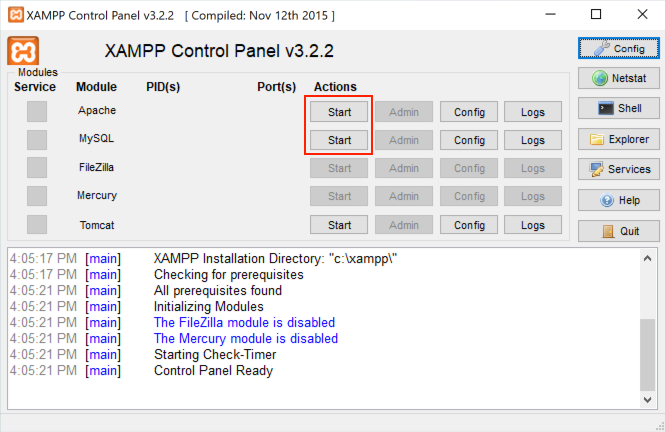 XAMPP Control Panel v3.2.2 [ Compiled: Nov 12th 2015 ]
XAMPP Control Panel v3.2.2
Config
Modules
Service Module PID(s) Port(s) Actions
Netstat
Apache Start Admin Config Logs
Shell
MySQL Start Admin Config Logs
Explorer
FileZilla Start Admin Config Logs
Services
Mercury Start Admin Config Logs
Help
Tomcat Start Admin Config Logs
Quit
4:05:17 PM [main] XAMPP Installation Directory: "c:\xampp\"
4:05:17 PM [main] Checking for prerequisites
4:05:21 PM [main] All prerequisites found
4:05:21 PM [main] Initializing Modules
4:05:21 PM [main] The FileZilla module is disabled
4:05:21 PM [main] The Mercury module is disabled
4:05:21 PM [main] Starting Check-Timer
4:05:21 PM [main] Control Panel Ready